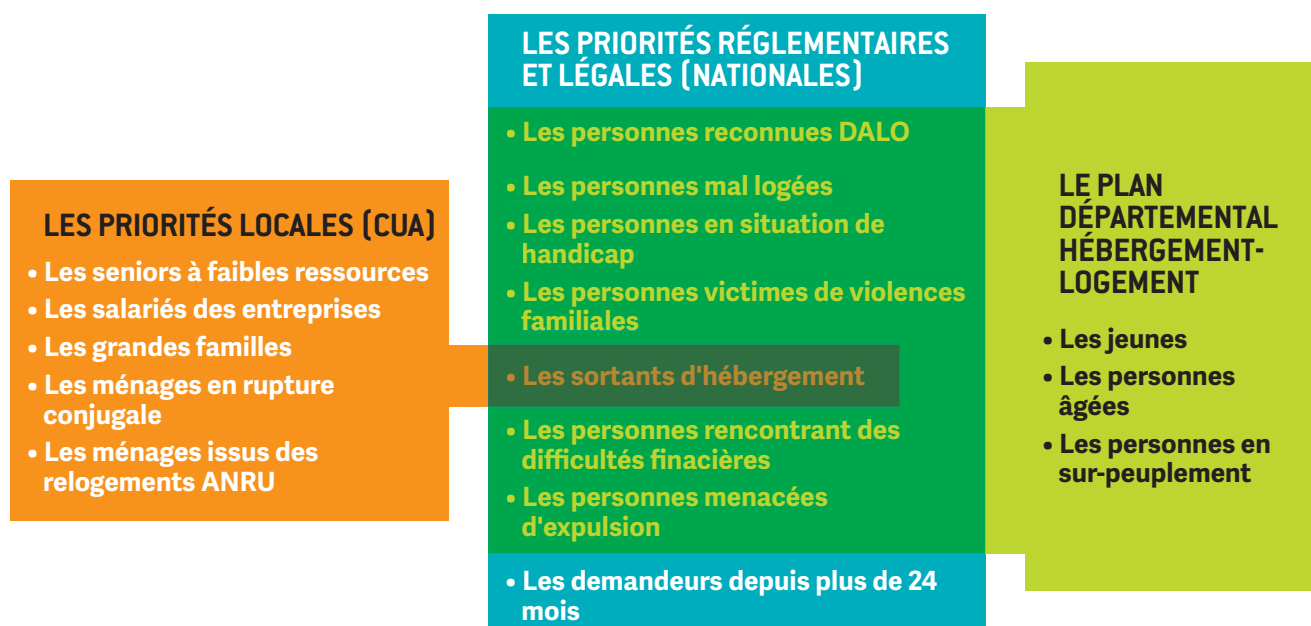 LES PRIORITÉS LOCALES (CUA)
• Les seniors à faibles ressources
• Les salariés des entreprises
• Les grandes familles
• Les ménages en rupture
conjugale
• Les ménages issus des
relogements ANRU
LES PRIORITÉS RÉGLEMENTAIRES
ET LÉGALES (NATIONALES)
• Les personnes reconnues DALO
• Les personnes mal logées
• Les personnes en situation de
handicap
• Les personnes victimes de violences
familiales
• Les sortants d'hébergement
• Les personnes rencontrant des
difficultés finacières
• Les personnes menacées
d'expulsion
• Les demandeurs depuis plus de 24
mois
LE PLAN
DÉPARTEMENTAL
HÉBERGEMENT-
LOGEMENT
• Les jeunes
• Les personnes
âgées
• Les personnes en
sur-peuplement